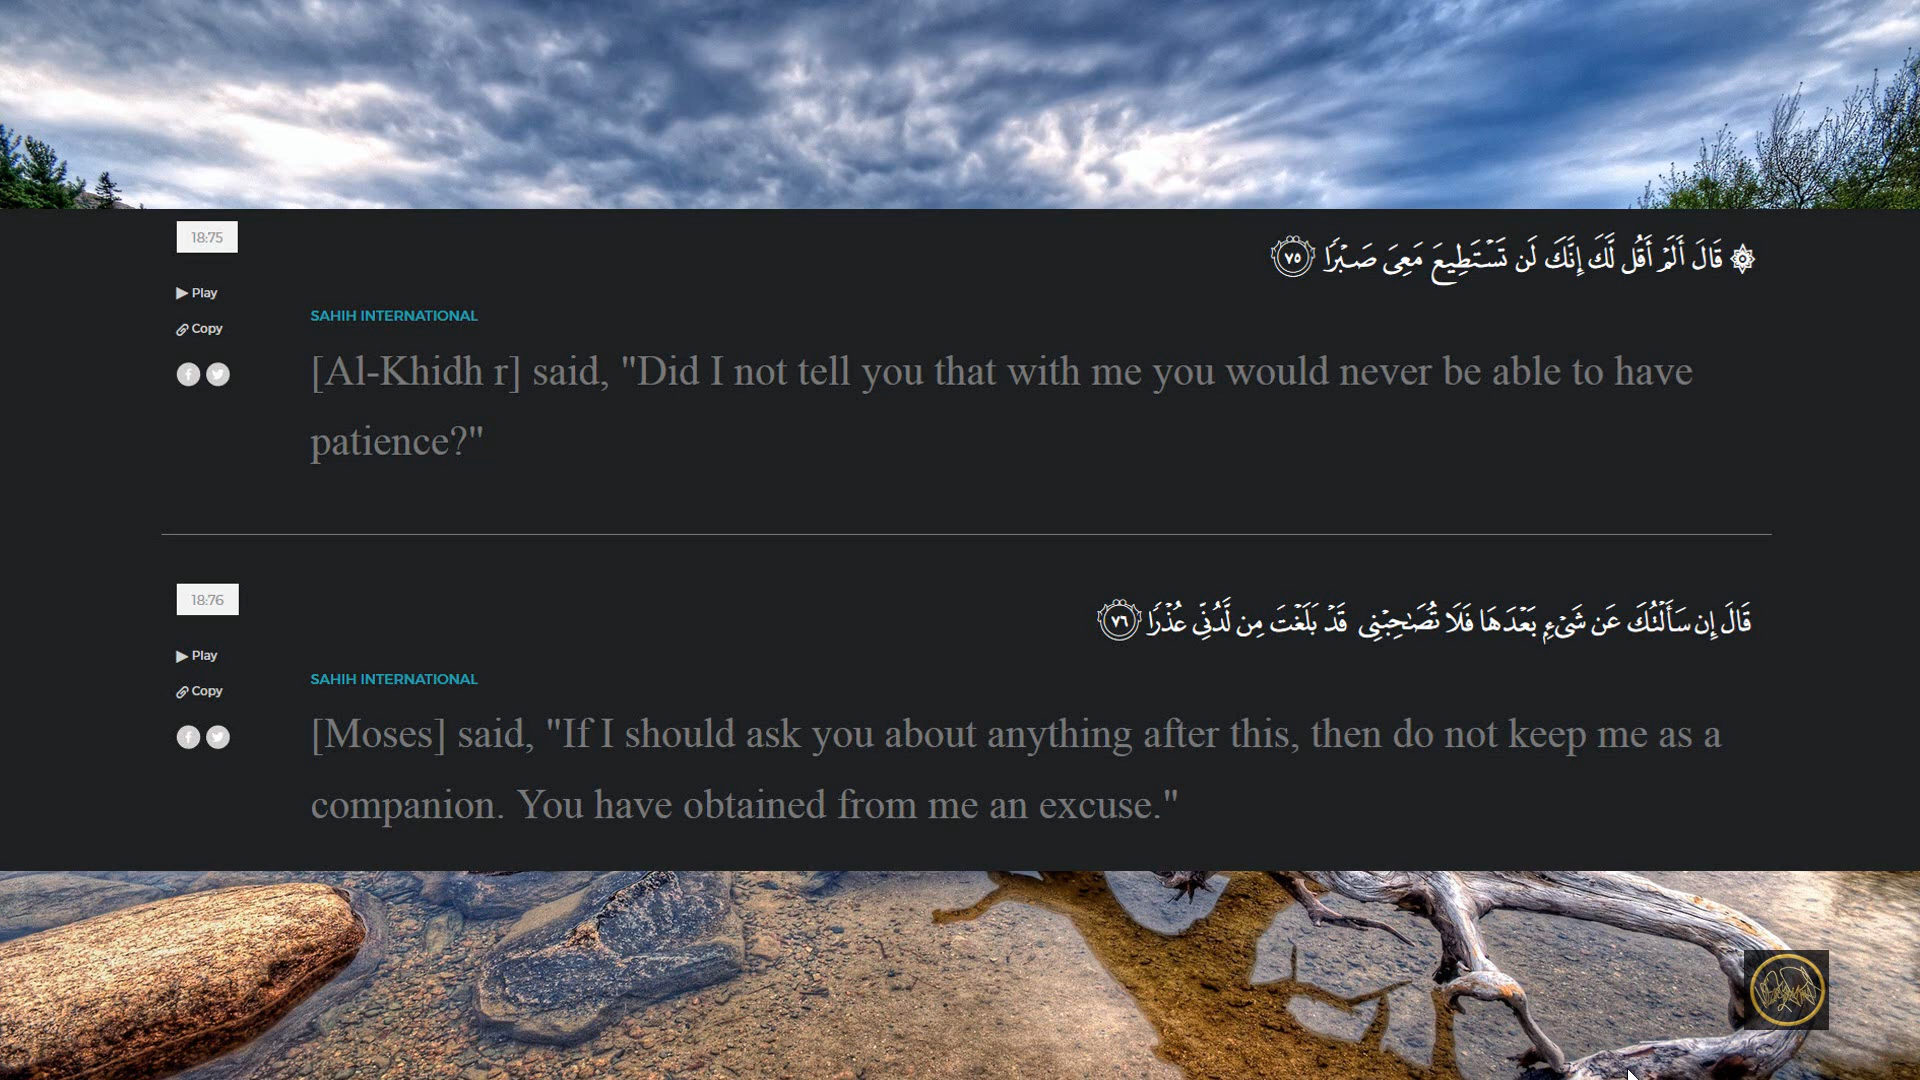 18:75
۞ قَالَ أَلَمْ أَقُل لَّكَ إِنَّكَ لَن تَسْتَطِيعَ مَعِىَ صَبْرًا ٧٥
Play
Copy
SAHIH INTERNATIONAL
[Al-Khidh r] said, "Did I not tell you that with me you would never be able to have
patience?"
18:76
قَالَ إِن سَأَلْتُكَ عَن شَىْءٍۭ بَعْدَهَا فَلَا تُصَـٰحِبْنِى قَدْ بَلَغْتَ مِن لَّدُنِّى عُذْرًا ٧٦
Play
Copy
SAHIH INTERNATIONAL
[Moses] said, "If I should ask you about anything after this, then do not keep me as a
companion. You have obtained from me an excuse."